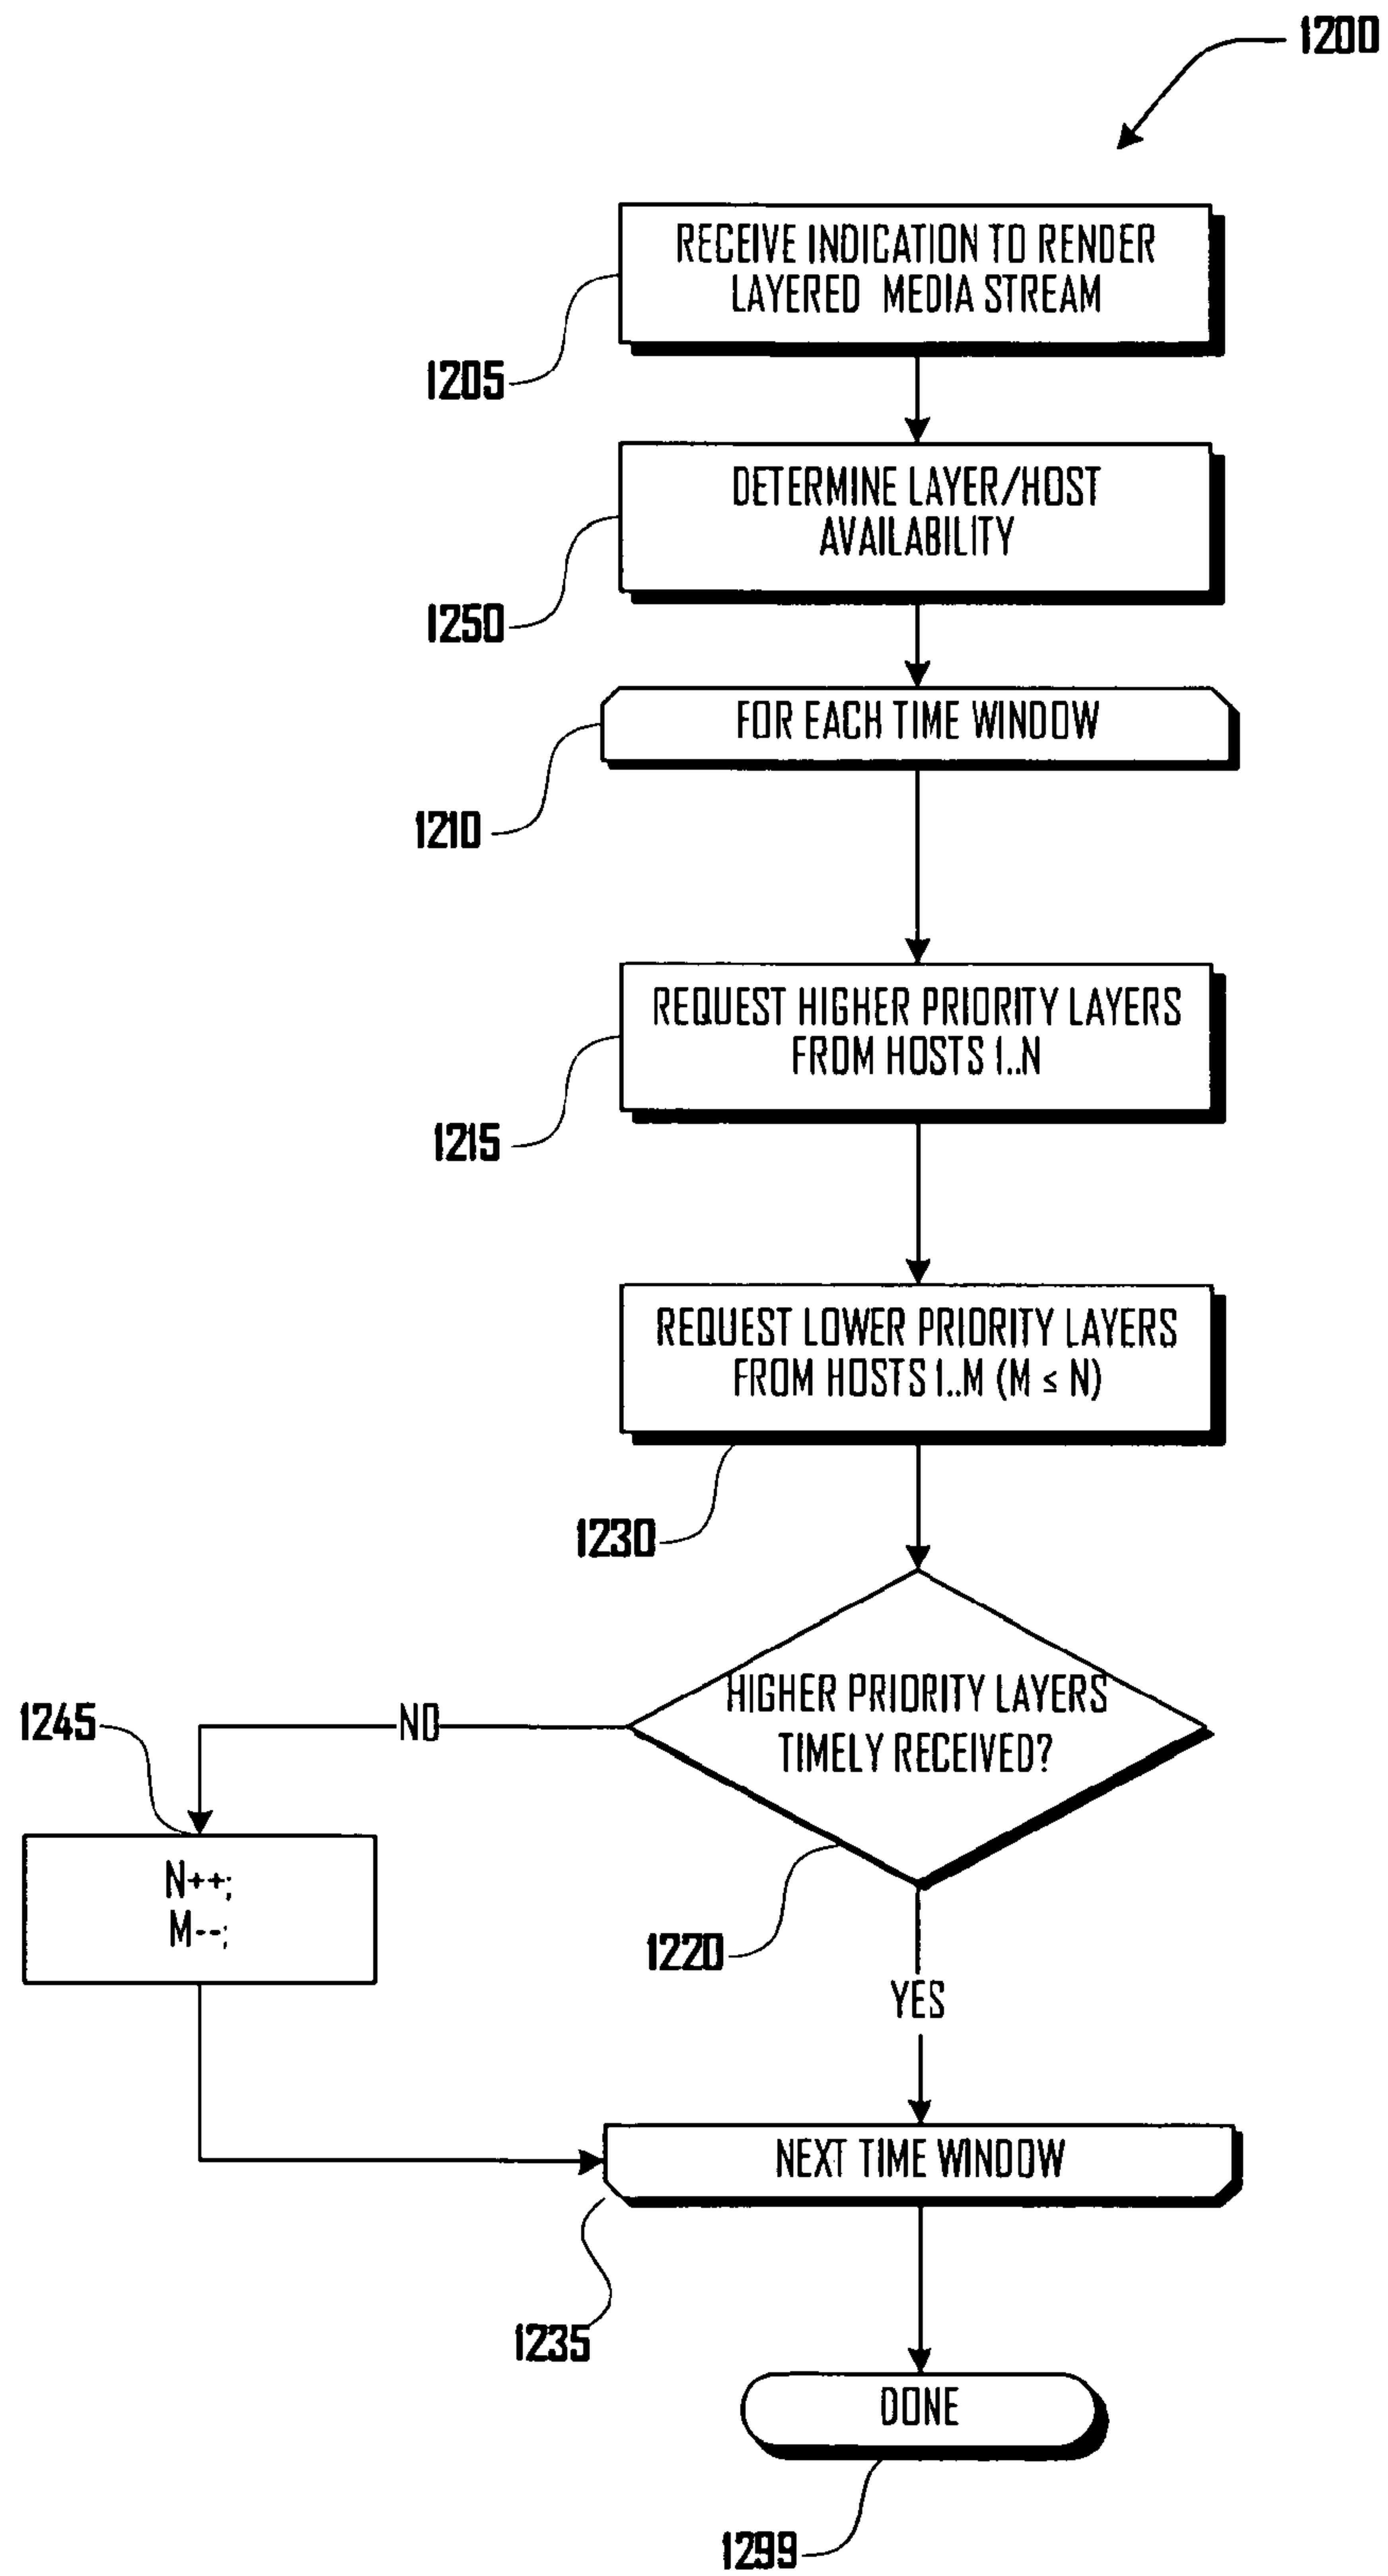 1200
RECEIVE INDICATION TO RENDER
LAYERED MEDIA STREAM
1205
DETERMINE LAYER/HOST
AVAILABILITY
1250
FOR EACH TIME WINDOW
1210
REQUEST HIGHER PRIORITY LAYERS
FROM HOSTS 1..N
1215
REQUEST LOWER PRIORITY LAYERS
FROM HOSTS 1..M (M ≤ N)
1230
HIGHER PRIORITY LAYERS
TIMELY RECEIVED?
NO
1245
N++;
M--;
1220
YES
NEXT TIME WINDOW
1235
DONE
1299